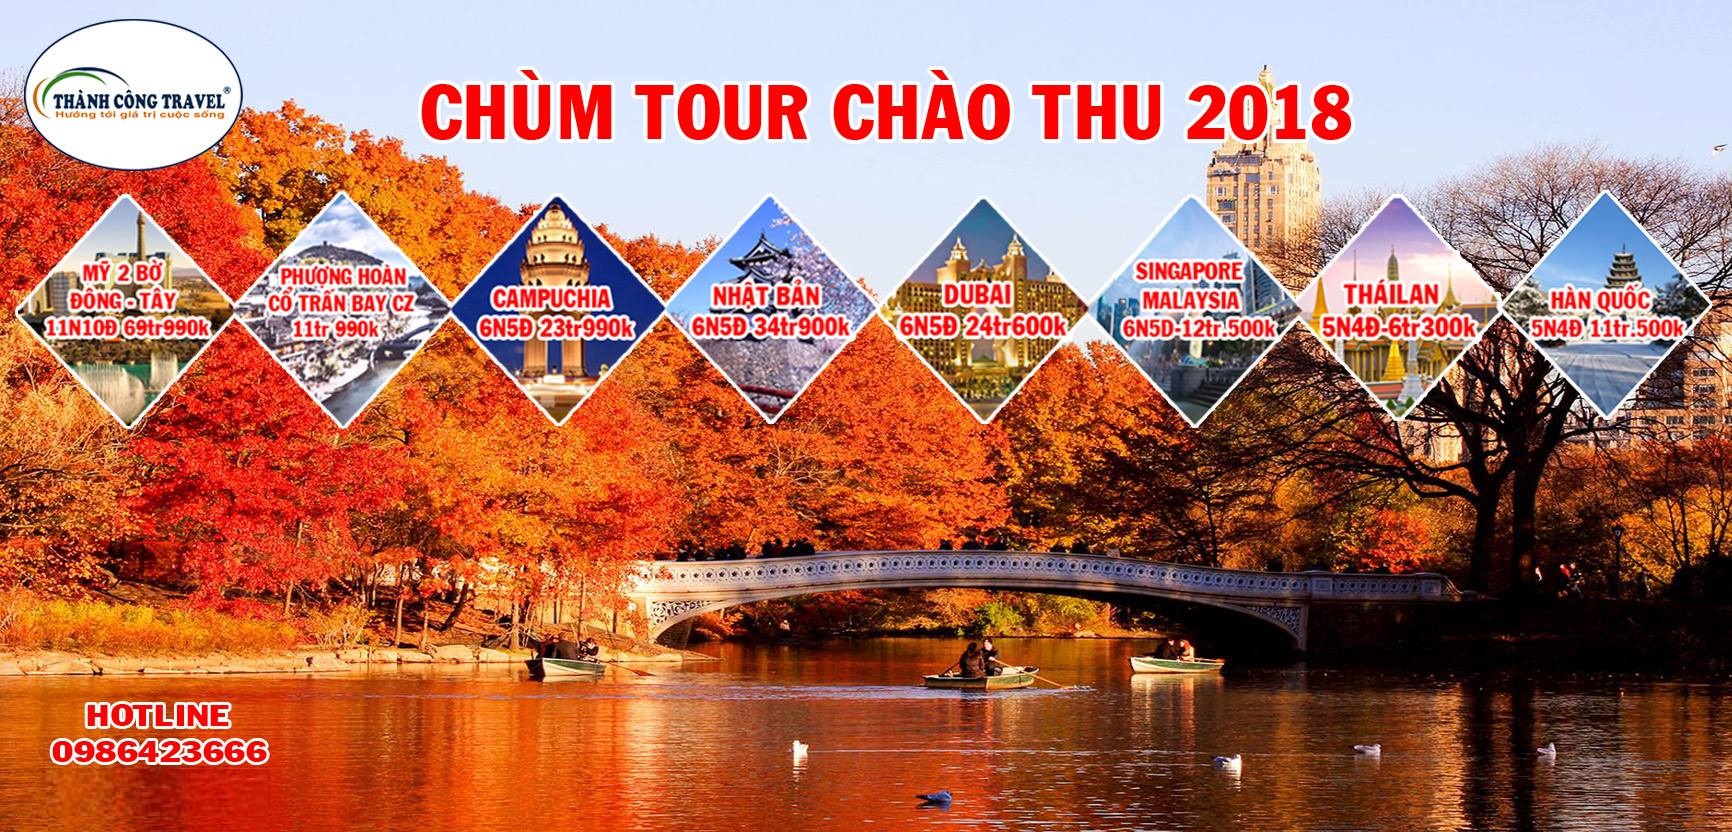 THÀNH CÔNG TRAVEL®
Hướng tới giá trị cuộc sống
CHÙM TOUR CHÀO THU 2018
MỸ 2 BỜ
ĐÔNG - TÂY
11N10Đ 69tr990k
PHƯỢNG HOÀN
CỔ TRẤN BAY CZ
11tr 990k
CAMPUCHIA
6N5Đ 23tr990k
NHẬT BẢN
6N5Đ 34tr900k
DUBAI
6N5Đ 24tr600k
SINGAPORE
MALAYSIA
6N5D-12tr.500k
THÁILAN
5N4Đ-6tr300k
HÀN QUỐC
5N4Đ 11tr.500k
HOTLINE
0986423666